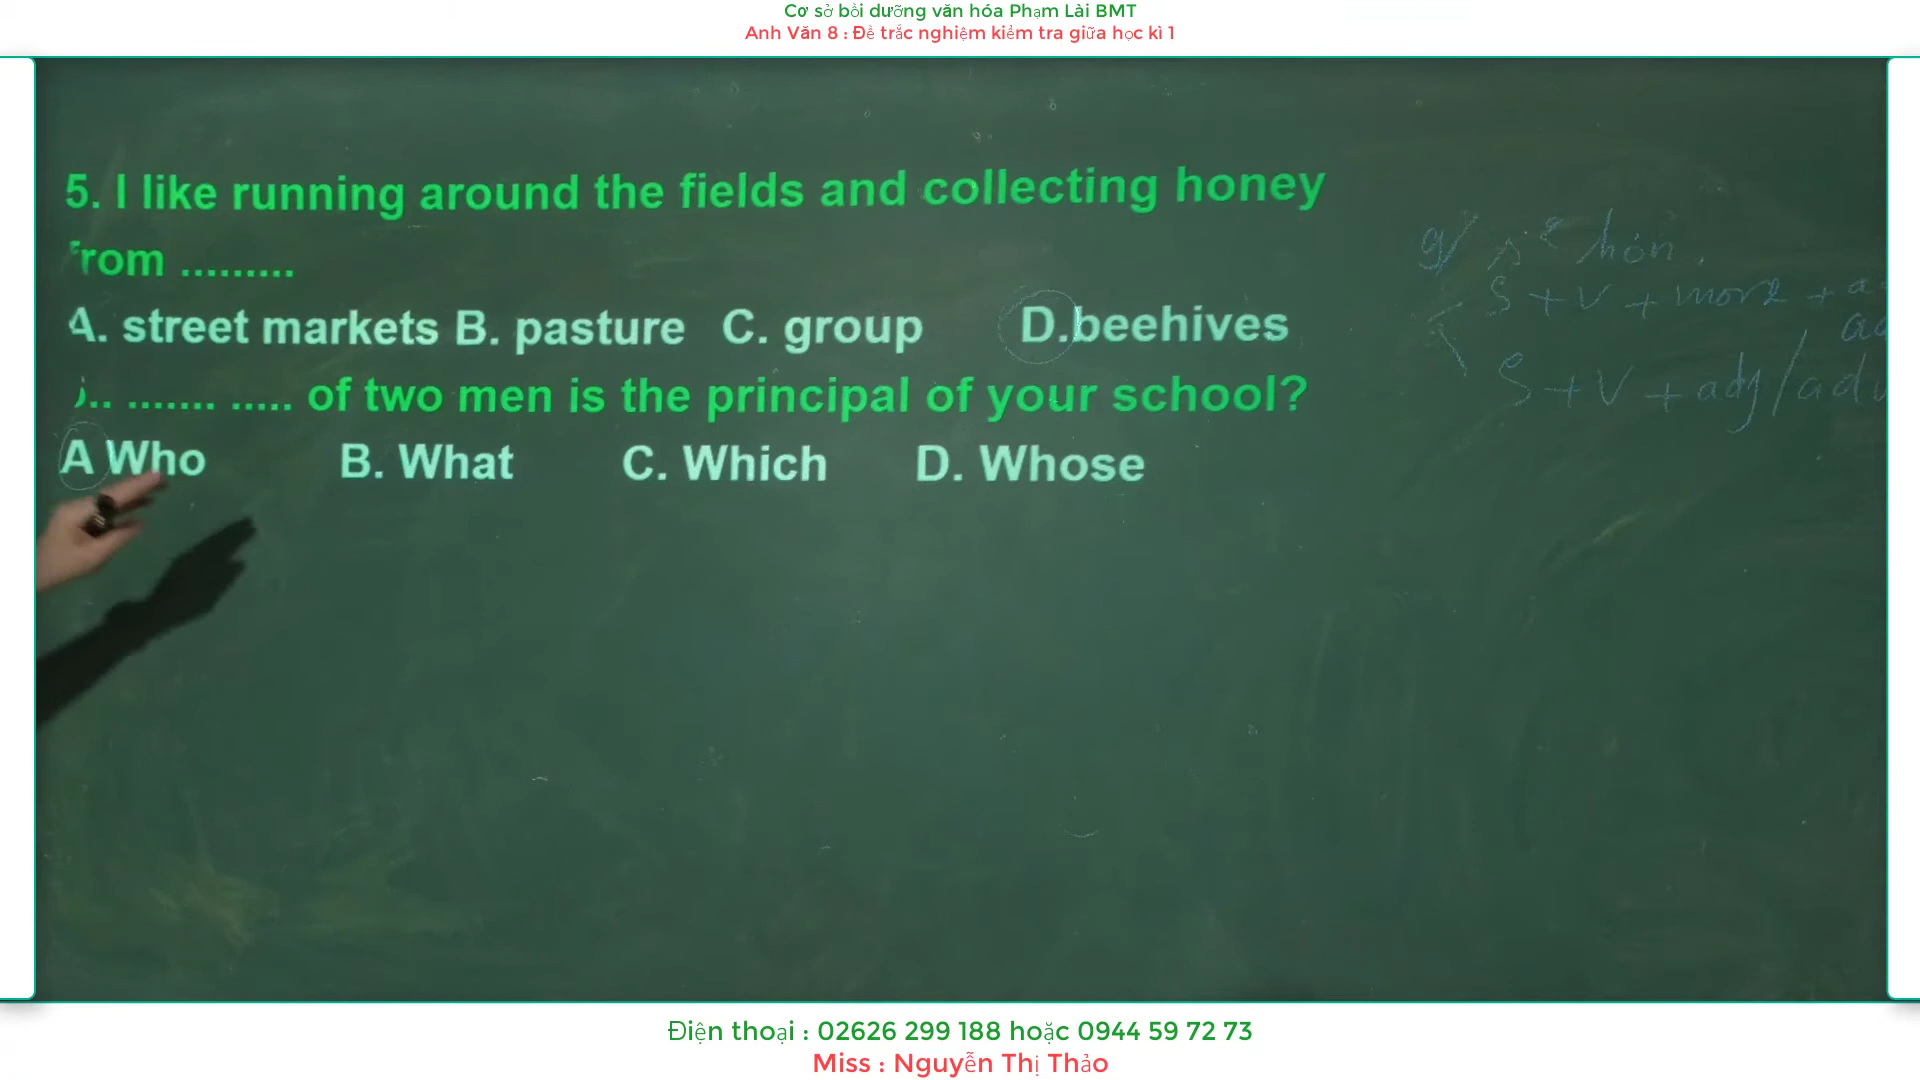 Cơ sở bồi dưỡng văn hóa Phạm Lài BMT
Anh Văn 8 : Đề trắc nghiệm kiểm tra giữa học kì 1
5. I like running around the fields and collecting honey
from .........
A. street markets B. pasture C. group D.beehives
.. ....... ..... of two men is the principal of your school?
A Who B. What C. Which D. Whose
hơn.
S + V + more +
S + V + adj / adv
Điện thoại : 02626 299 188 hoặc 0944 59 72 73
Miss : Nguyễn Thị Thảo